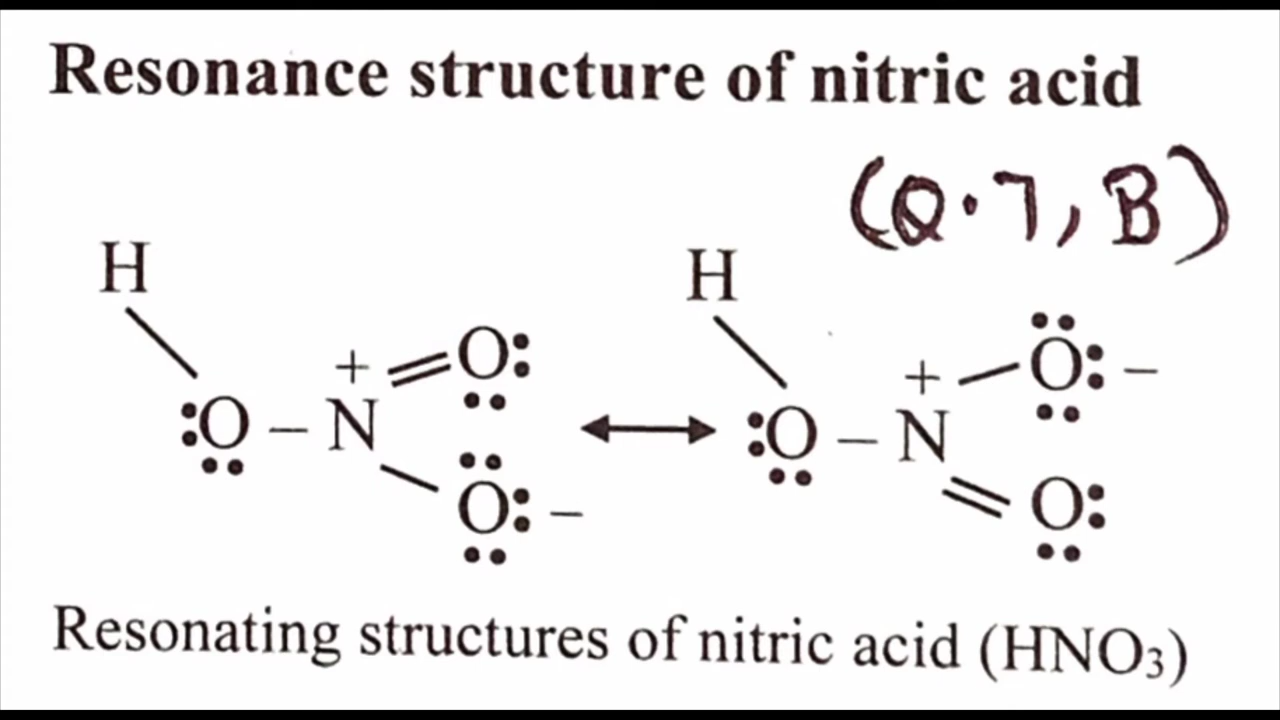 Resonance structure of nitric acid
(Q.7, B)
H H
+ O: + :O: –
:O – N :O – N
O: – O:
Resonating structures of nitric acid (HNO₃)